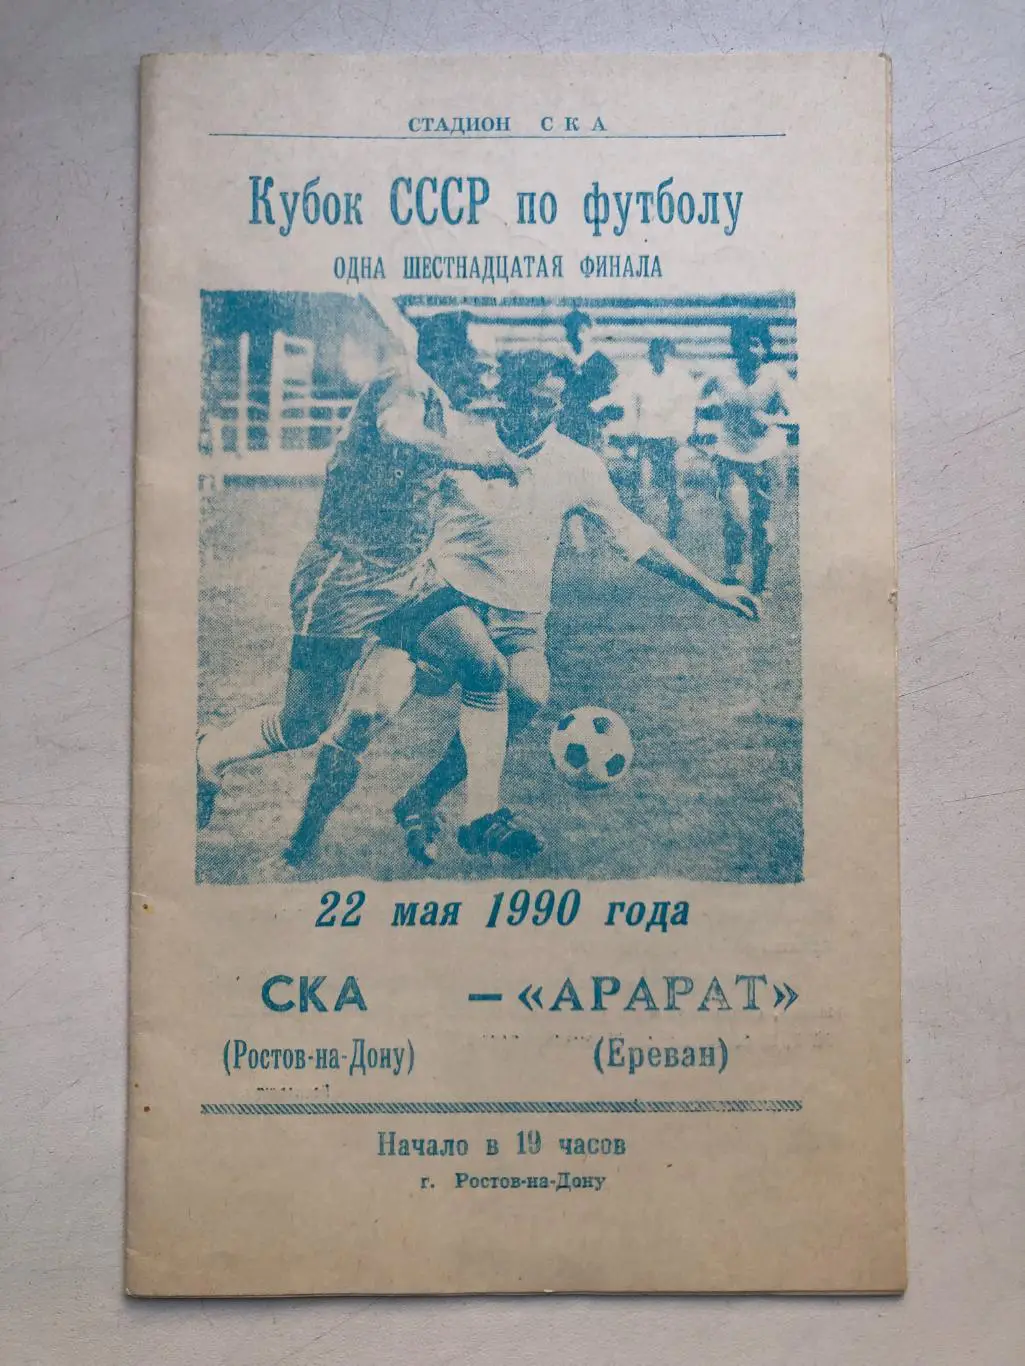 СТАДИОН СКА
Кубок СССР по футболу
ОДНА ШЕСТНАДЦАТАЯ ФИНАЛА
22 мая 1990 года
СКА — «АРАРАТ»
(Ростов-на-Дону) (Ереван)
Начало в 19 часов
г. Ростов-на-Дону